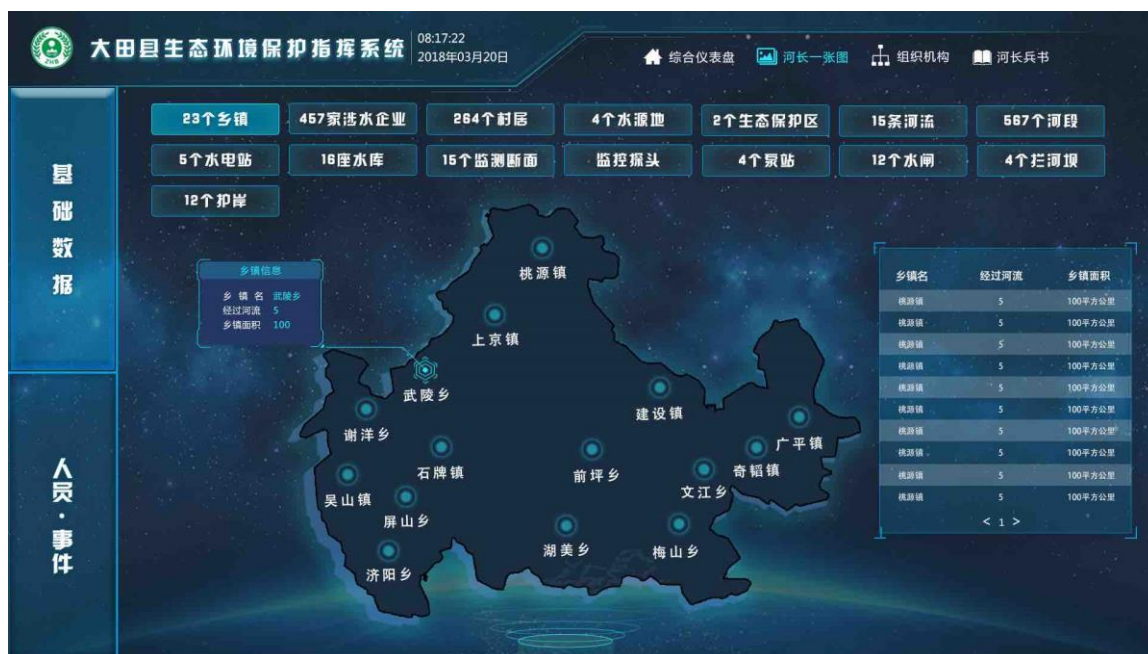 大田县生态环境保护指挥系统
08:17:22
2018年03月20日
综合仪表盘 河长一张图 组织机构 河长兵书
23个乡镇 457家涉水企业 264个村居 4个水源地 2个生态保护区 15条河流 567个河段
5个水电站 16座水库 15个监测断面 监控探头 4个泵站 12个水闸 4个拦河坝
12个护岸
基础数据
人员·事件
乡镇信息
乡镇名 武陵乡
经过河流 5
乡镇面积 100
桃源镇
上京镇
武陵乡
建设镇
谢洋乡
广平镇
石牌镇
前坪乡
奇韬镇
文江乡
吴山镇
屏山乡
湖美乡
梅山乡
济阳乡
乡镇名 经过河流 乡镇面积
桃源镇 5 100平方公里
桃源镇 5 100平方公里
桃源镇 5 100平方公里
桃源镇 5 100平方公里
桃源镇 5 100平方公里
桃源镇 5 100平方公里
桃源镇 5 100平方公里
桃源镇 5 100平方公里
桃源镇 5 100平方公里
桃源镇 5 100平方公里
< 1 >